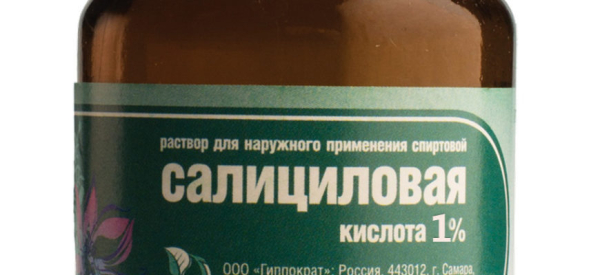 раствор для наружного применения спиртовой
САЛИЦИЛОВАЯ
кислота 1%
ООО "Гиппократ": Россия, 443012, г. Самара,